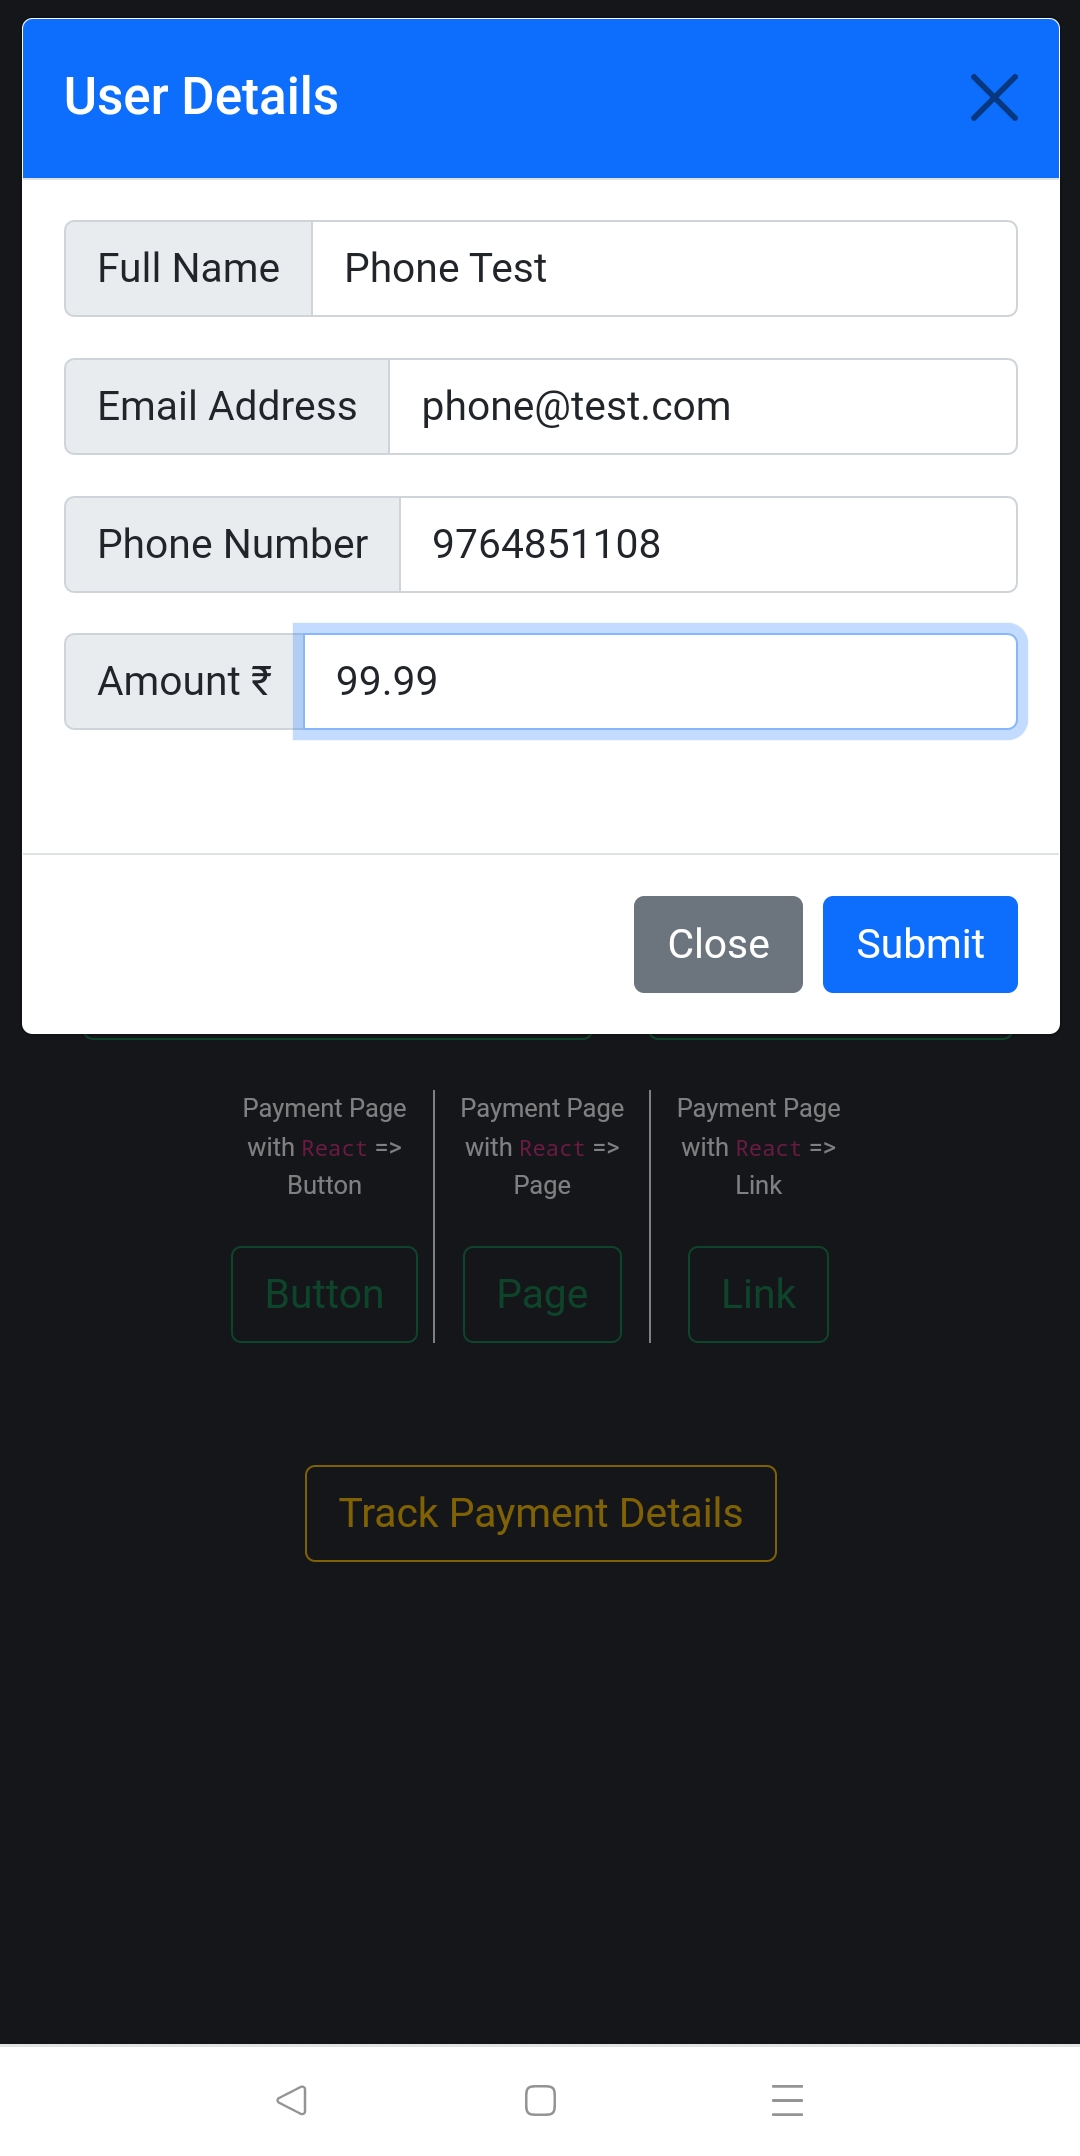 User Details
Full Name Phone Test
Email Address phone@test.com
Phone Number 9764851108
Amount ₹ 99.99
Close Submit
Payment Page with React => Button
Payment Page with React => Page
Payment Page with React => Link
Button Page Link
Track Payment Details